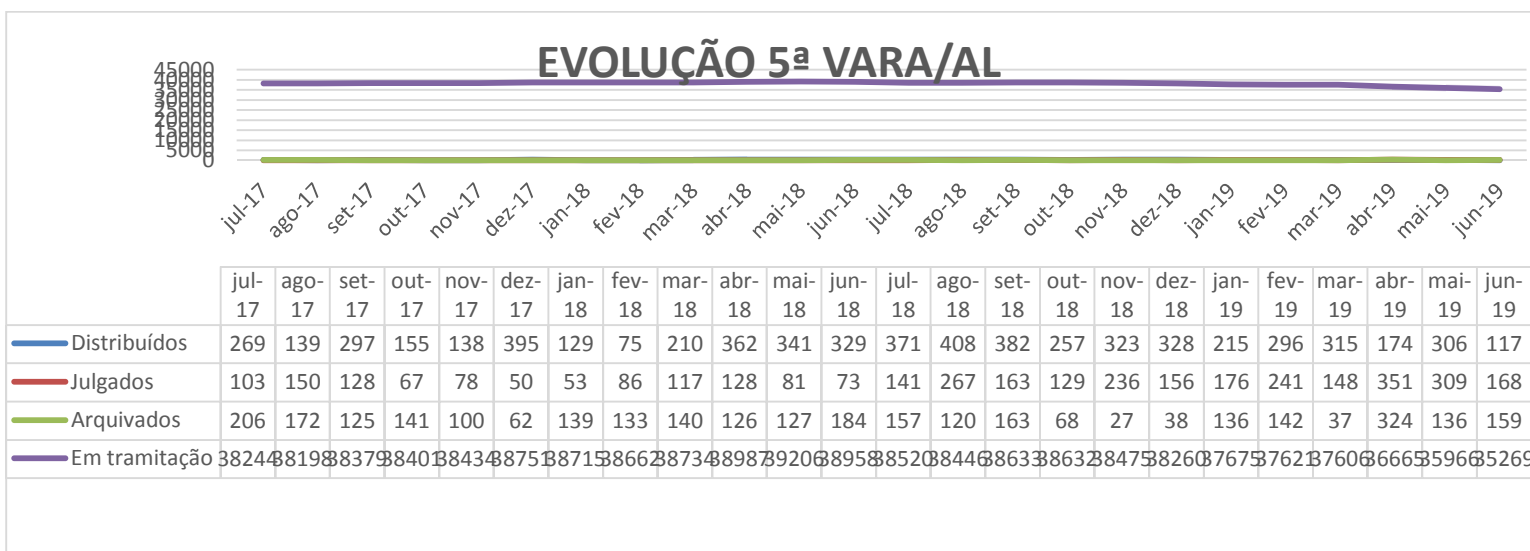 EVOLUÇÃO 5ª VARA/AL
45000
40000
35000
30000
25000
20000
15000
10000
5000
0
jul-17 ago-17 set-17 out-17 nov-17 dez-17 jan-18 fev-18 mar-18 abr-18 mai-18 jun-18 jul-18 ago-18 set-18 out-18 nov-18 dez-18 jan-19 fev-19 mar-19 abr-19 mai-19 jun-19
jul- ago- set- out- nov- dez- jan- fev- mar- abr- mai- jun- jul- ago- set- out- nov- dez- jan- fev- mar- abr- mai- jun-
17 17 17 17 17 17 18 18 18 18 18 18 18 18 18 18 18 18 19 19 19 19 19 19
Distribuídos 269 139 297 155 138 395 129 75 210 362 341 329 371 408 382 257 323 328 215 296 315 174 306 117
Julgados 103 150 128 67 78 50 53 86 117 128 81 73 141 267 163 129 236 156 176 241 148 351 309 168
Arquivados 206 172 125 141 100 62 139 133 140 126 127 184 157 120 163 68 27 38 136 142 37 324 136 159
Em tramitação 38244 38198 38379 38401 38434 38751 38715 38662 38734 38987 39206 38958 38520 38446 38633 38632 38475 38260 37675 37621 37606 36665 35966 35269